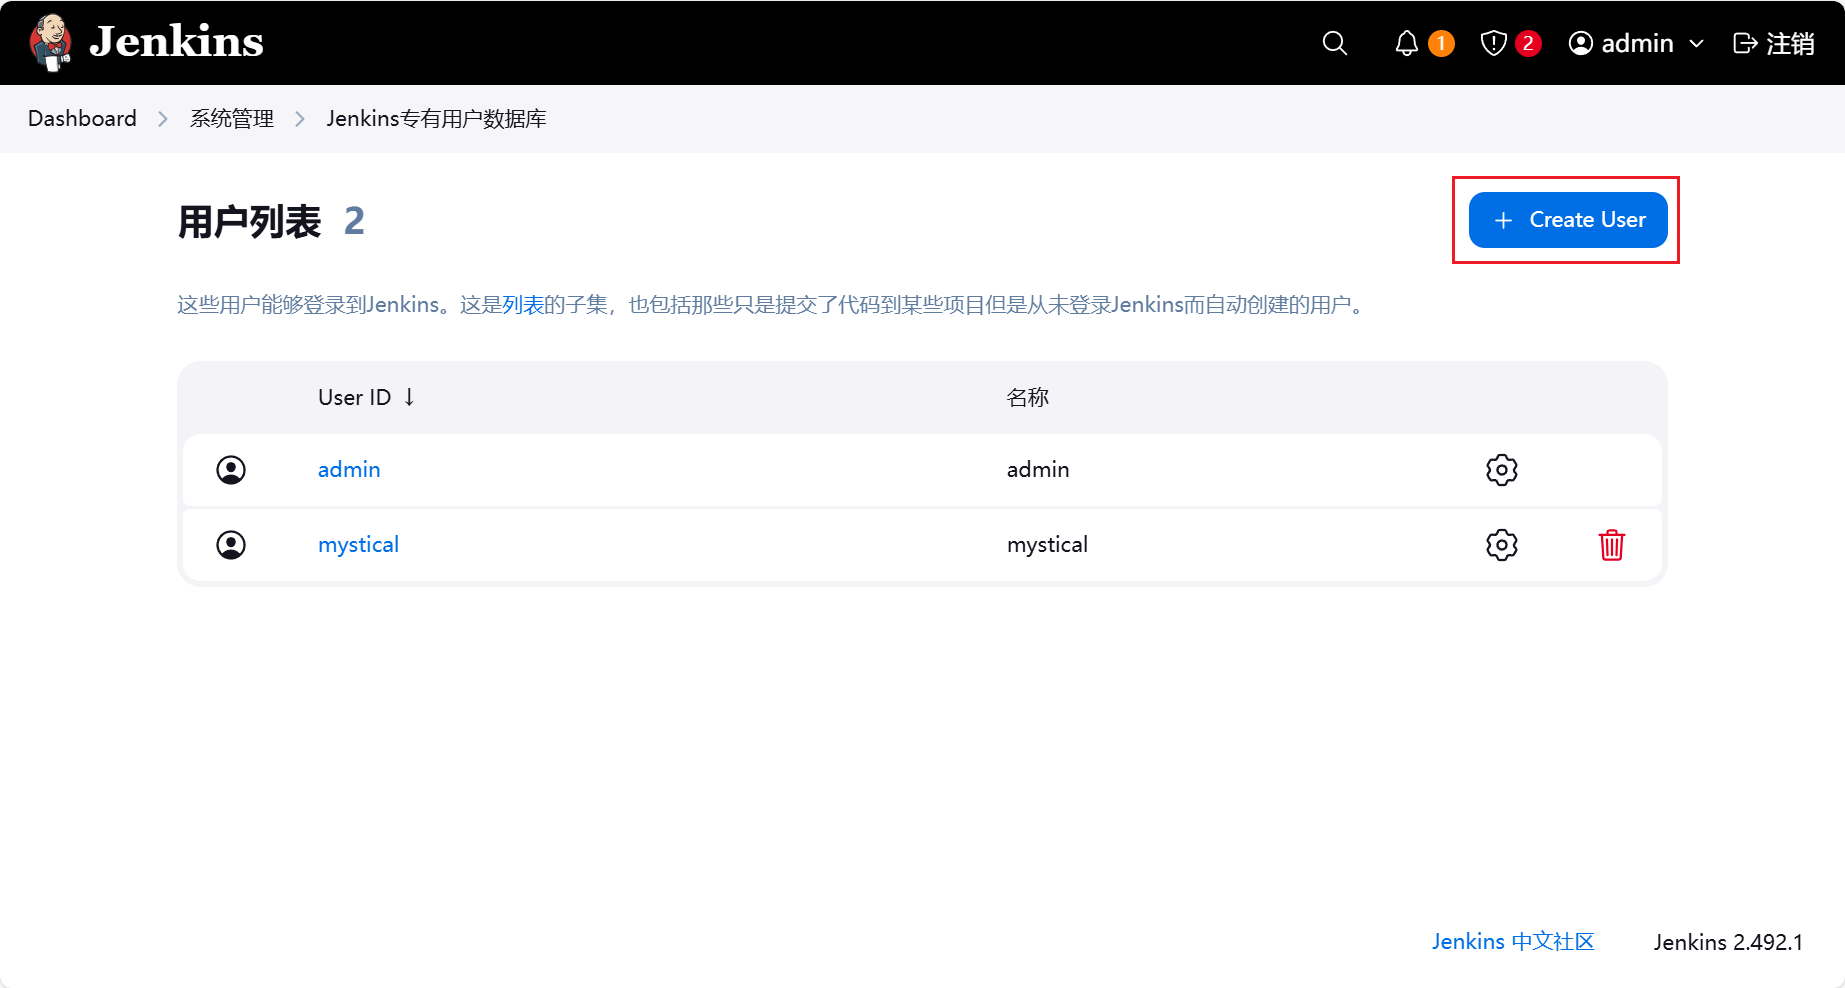 Jenkins
1
2
admin
注销
Dashboard
系统管理
Jenkins专有用户数据库
用户列表 2
Create User
这些用户能够登录到Jenkins。这是列表的子集，也包括那些只是提交了代码到某些项目但是从未登录Jenkins而自动创建的用户。
User ID ↓ 名称
admin admin
mystical mystical
Jenkins 中文社区 Jenkins 2.492.1